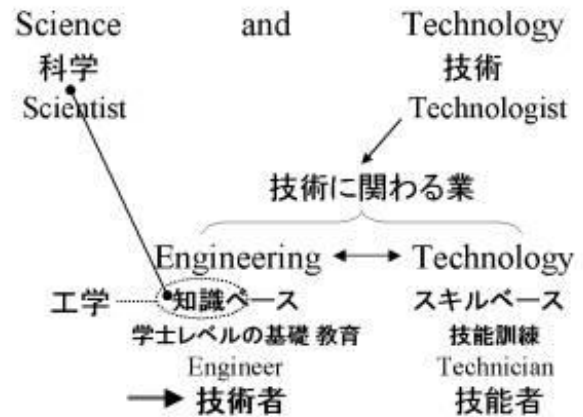 Science and Technology
科学 技術
Scientist Technologist
技術に関わる業
Engineering Technology
工学 知識ベース スキルベース
学士レベルの基礎 教育 技能訓練
Engineer Technician
技術者 技能者